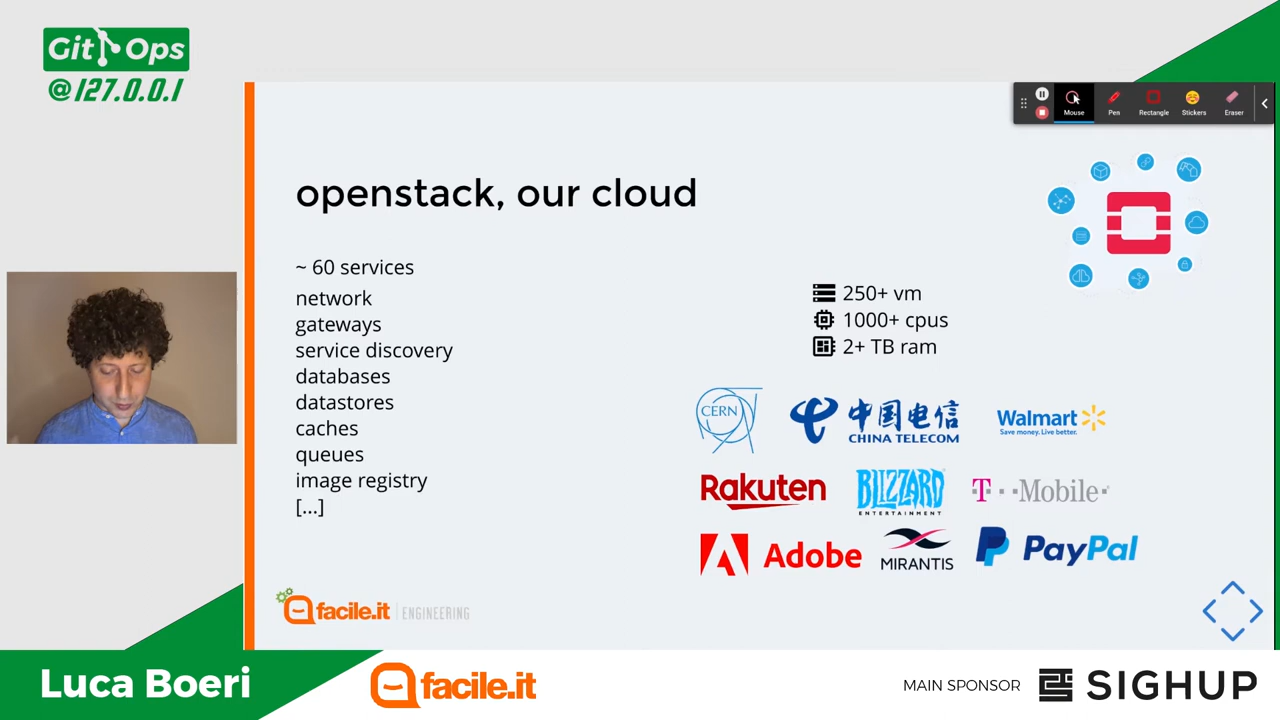 GitOps
@127.0.0.1
Mouse
Pen
Rectangle
Stickers
Eraser
openstack, our cloud
~ 60 services
network
gateways
service discovery
databases
datastores
caches
queues
image registry
[...]
250+ vm
1000+ cpus
2+ TB ram
CERN
中国电信
CHINA TELECOM
Walmart
Save money. Live better.
Rakuten
BLIZZARD
ENTERTAINMENT
T··Mobile·
Adobe
MIRANTIS
PayPal
facile.it | ENGINEERING
Luca Boeri
facile.it
MAIN SPONSOR
SIGHUP